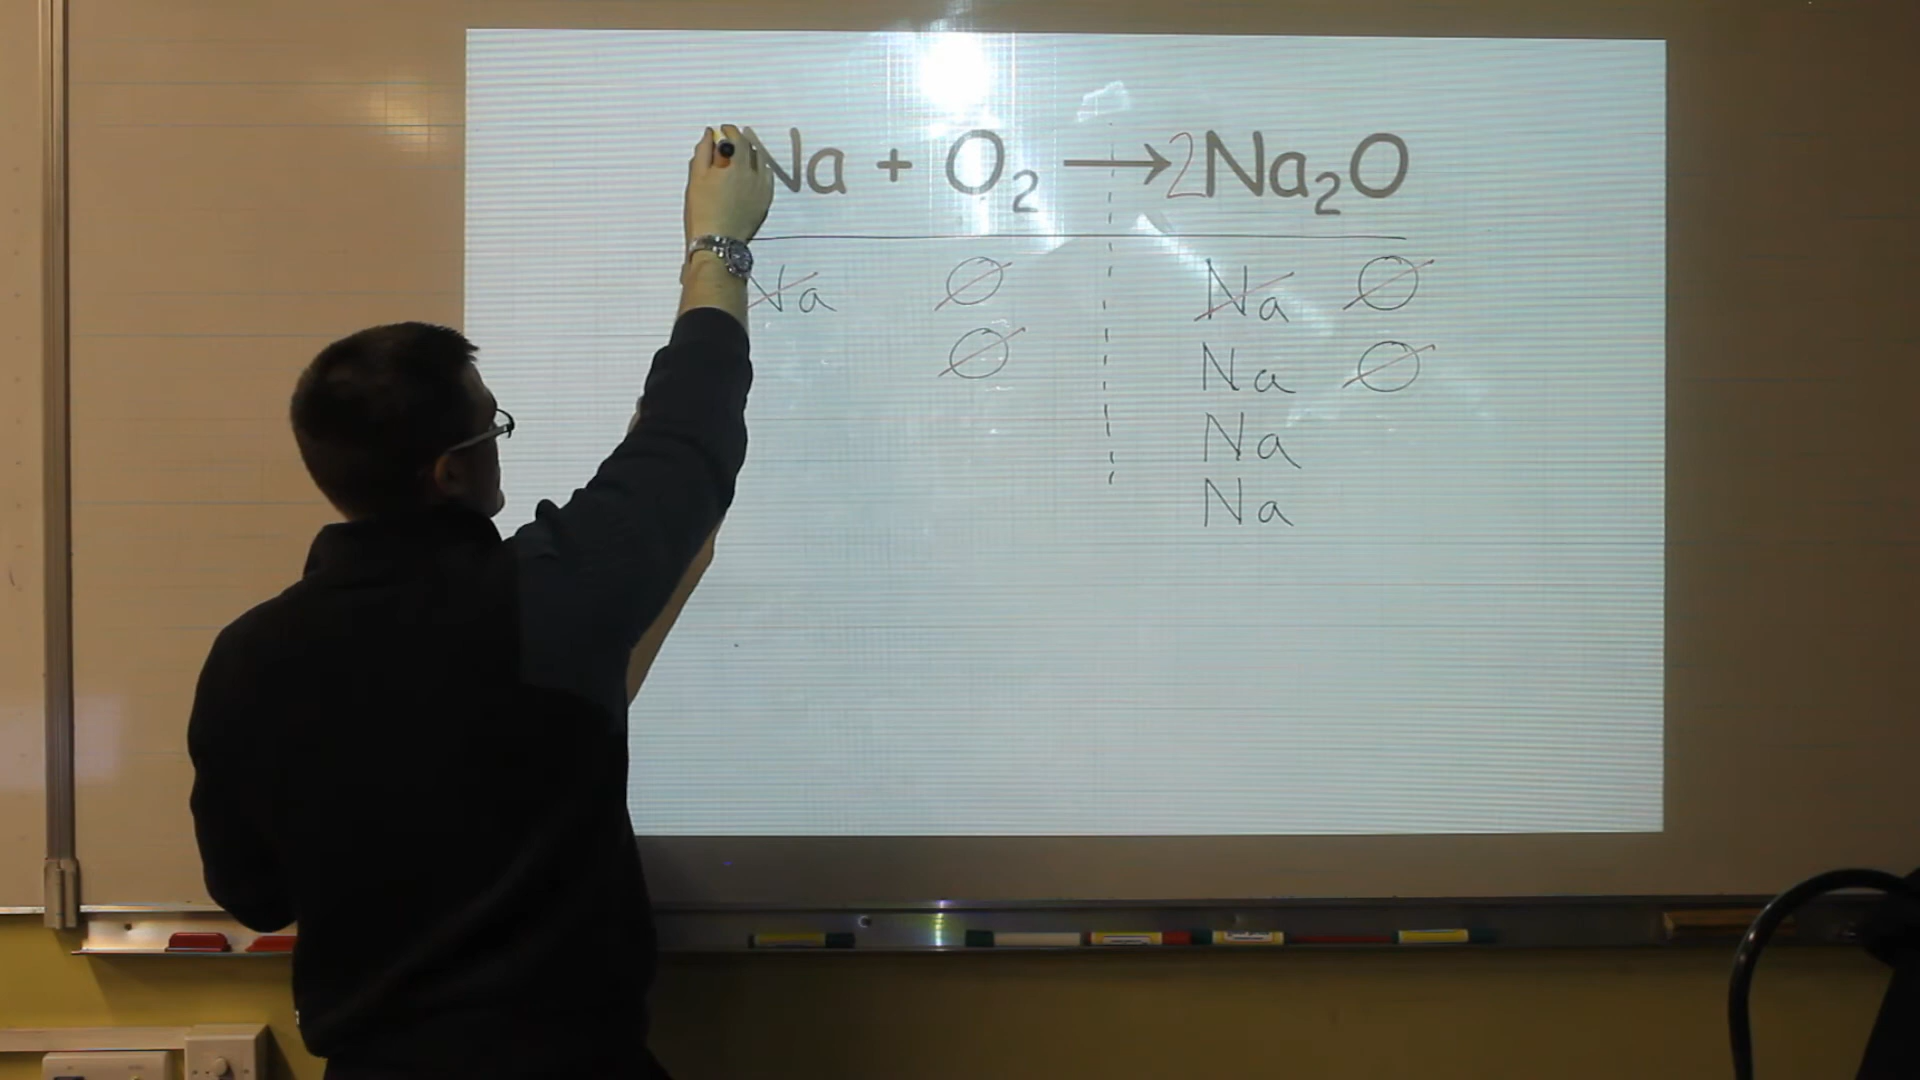 Na + O₂ → 2Na₂O
Na O Na O
O Na O
Na
Na